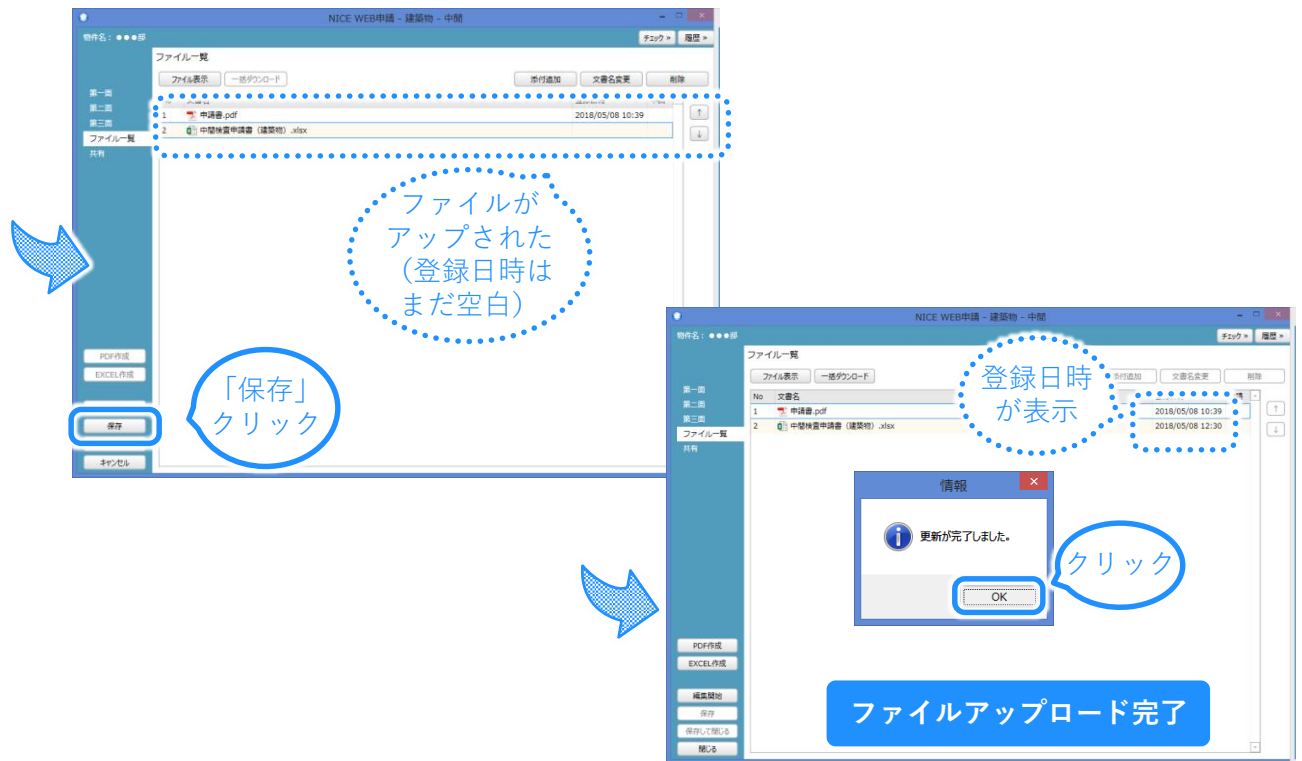 NICE WEB申請 - 建築物 - 中間
物件名：●●●邸
チェック »
履歴 »
ファイル一覧
ファイル表示
一括ダウンロード
添付追加
文書名変更
削除
第一面
第二面
第三面
ファイル一覧
共有
1 申請書.pdf 2018/05/08 10:39
2 中間検査申請書（建築物）.xlsx
↑
↓
ファイルが
アップされた
（登録日時は
まだ空白）
PDF作成
EXCEL作成
保存
キャンセル
「保存」
クリック
NICE WEB申請 - 建築物 - 中間
物件名：●●●邸
チェック »
履歴 »
ファイル一覧
ファイル表示
一括ダウンロード
添付追加
文書名変更
削除
第一面
第二面
第三面
ファイル一覧
共有
No 文書名
1 申請書.pdf 2018/05/08 10:39
2 中間検査申請書（建築物）.xlsx 2018/05/08 12:30
↑
↓
登録日時
が表示
情報
更新が完了しました。
OK
クリック
PDF作成
EXCEL作成
編集開始
保存
保存して閉じる
閉じる
ファイルアップロード完了